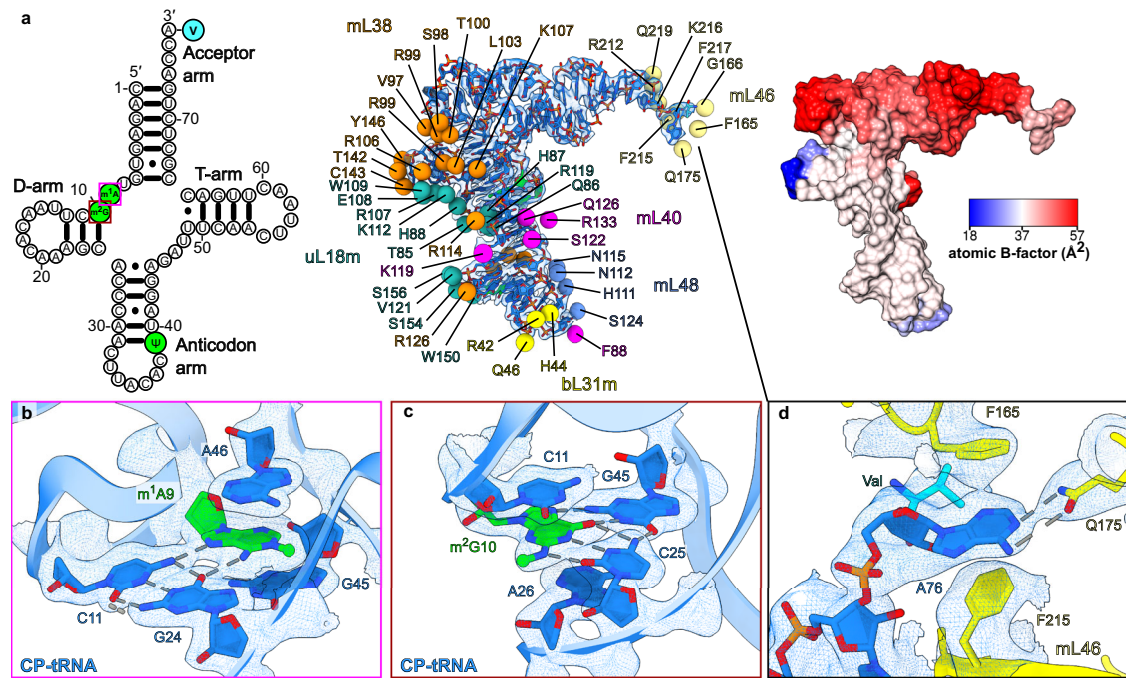 a
3′
V
Acceptor
arm
5′
1-
-70
T-arm
60
D-arm
10
m¹A
m²G
20
50
30-
-40
Ψ
Anticodon
arm
mL38
S98
T100
L103
K107
R99
V97
R99
Y146
R106
T142
C143
W109
E108
R107
K112
H88
uL18m
T85
R114
K119
S156
V121
S154
R126
W150
R42
Q46
H44
bL31m
F88
S124
H111
N112
N115
mL48
S122
R133
Q126
mL40
Q86
R119
H87
Q219
R212
K216
F217
G166
mL46
F165
F215
Q175
18
37
57
atomic B-factor (Å²)
b
A46
m¹A9
G45
C11
G24
CP-tRNA
c
C11
G45
m²G10
C25
A26
CP-tRNA
d
F165
Val
Q175
A76
F215
mL46